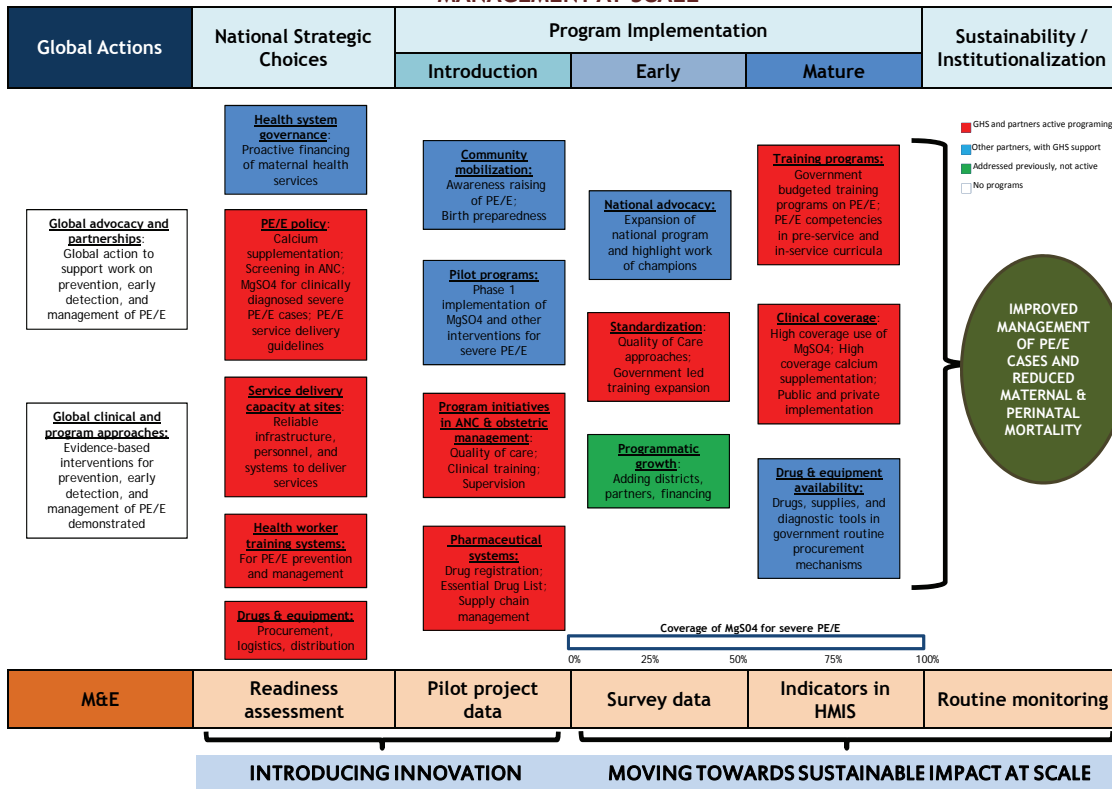 MANAGEMENT AT SCALE
Global Actions
National Strategic
Choices
Program Implementation
Introduction
Early
Mature
Sustainability /
Institutionalization
Global advocacy and
partnerships:
Global action to
support work on
prevention, early
detection, and
management of PE/E
Global clinical and
program approaches:
Evidence-based
interventions for
prevention, early
detection, and
management of PE/E
demonstrated
Health system
governance:
Proactive financing
of maternal health
services
PE/E policy:
Calcium
supplementation;
Screening in ANC;
MgSO4 for clinically
diagnosed severe
PE/E cases; PE/E
service delivery
guidelines
Service delivery
capacity at sites:
Reliable
infrastructure,
personnel, and
systems to deliver
services
Health worker
training systems:
For PE/E prevention
and management
Drugs & equipment:
Procurement,
logistics, distribution
Community
mobilization:
Awareness raising
of PE/E;
Birth preparedness
Pilot programs:
Phase 1
implementation of
MgSO4 and other
interventions for
severe PE/E
Program initiatives
in ANC & obstetric
management:
Quality of care;
Clinical training;
Supervision
Pharmaceutical
systems:
Drug registration;
Essential Drug List;
Supply chain
management
National advocacy:
Expansion of
national program
and highlight work
of champions
Standardization:
Quality of Care
approaches;
Government led
training expansion
Programmatic
growth:
Adding districts,
partners, financing
Training programs:
Government
budgeted training
programs on PE/E;
PE/E competencies
in pre-service and
in-service curricula
Clinical coverage:
High coverage use of
MgSO4; High
coverage calcium
supplementation;
Public and private
implementation
Drug & equipment
availability:
Drugs, supplies, and
diagnostic tools in
government routine
procurement
mechanisms
GHS and partners active programing
Other partners, with GHS support
Addressed previously, not active
No programs
IMPROVED
MANAGEMENT
OF PE/E
CASES AND
REDUCED
MATERNAL &
PERINATAL
MORTALITY
Coverage of MgSO4 for severe PE/E
0% 25% 50% 75% 100%
M&E
Readiness
assessment
Pilot project
data
Survey data
Indicators in
HMIS
Routine monitoring
INTRODUCING INNOVATION
MOVING TOWARDS SUSTAINABLE IMPACT AT SCALE